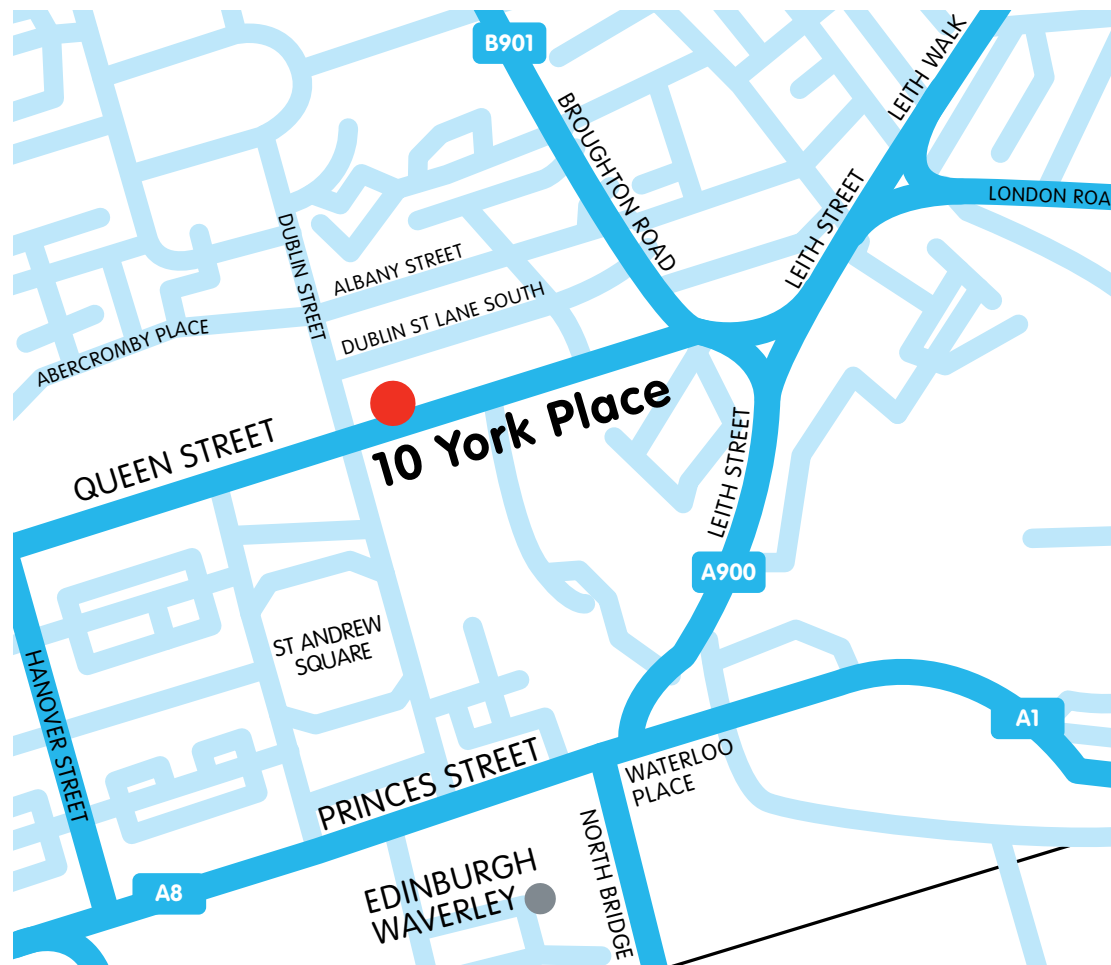 B901
LEITH WALK
BROUGHTON ROAD
LEITH STREET
LONDON ROA
DUBLIN STREET
ALBANY STREET
DUBLIN ST LANE SOUTH
ABERCROMBY PLACE
10 York Place
QUEEN STREET
LEITH STREET
A900
ST ANDREW
SQUARE
HANOVER STREET
A1
PRINCES STREET
WATERLOO
PLACE
NORTH BRIDGE
EDINBURGH
WAVERLEY
A8